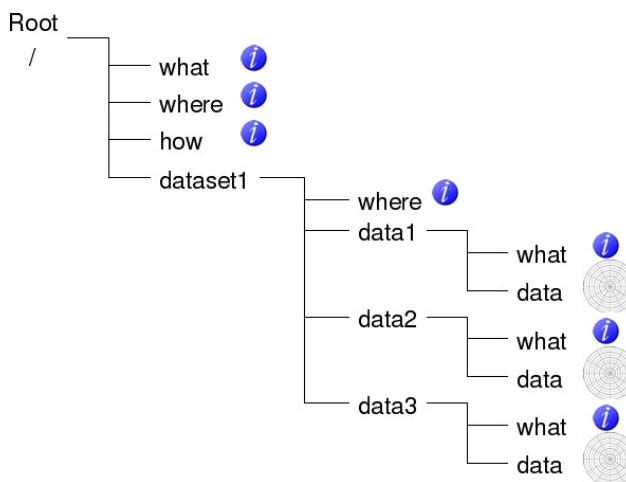 Root
/
what
where
how
dataset1
where
data1
what
data
data2
what
data
data3
what
data